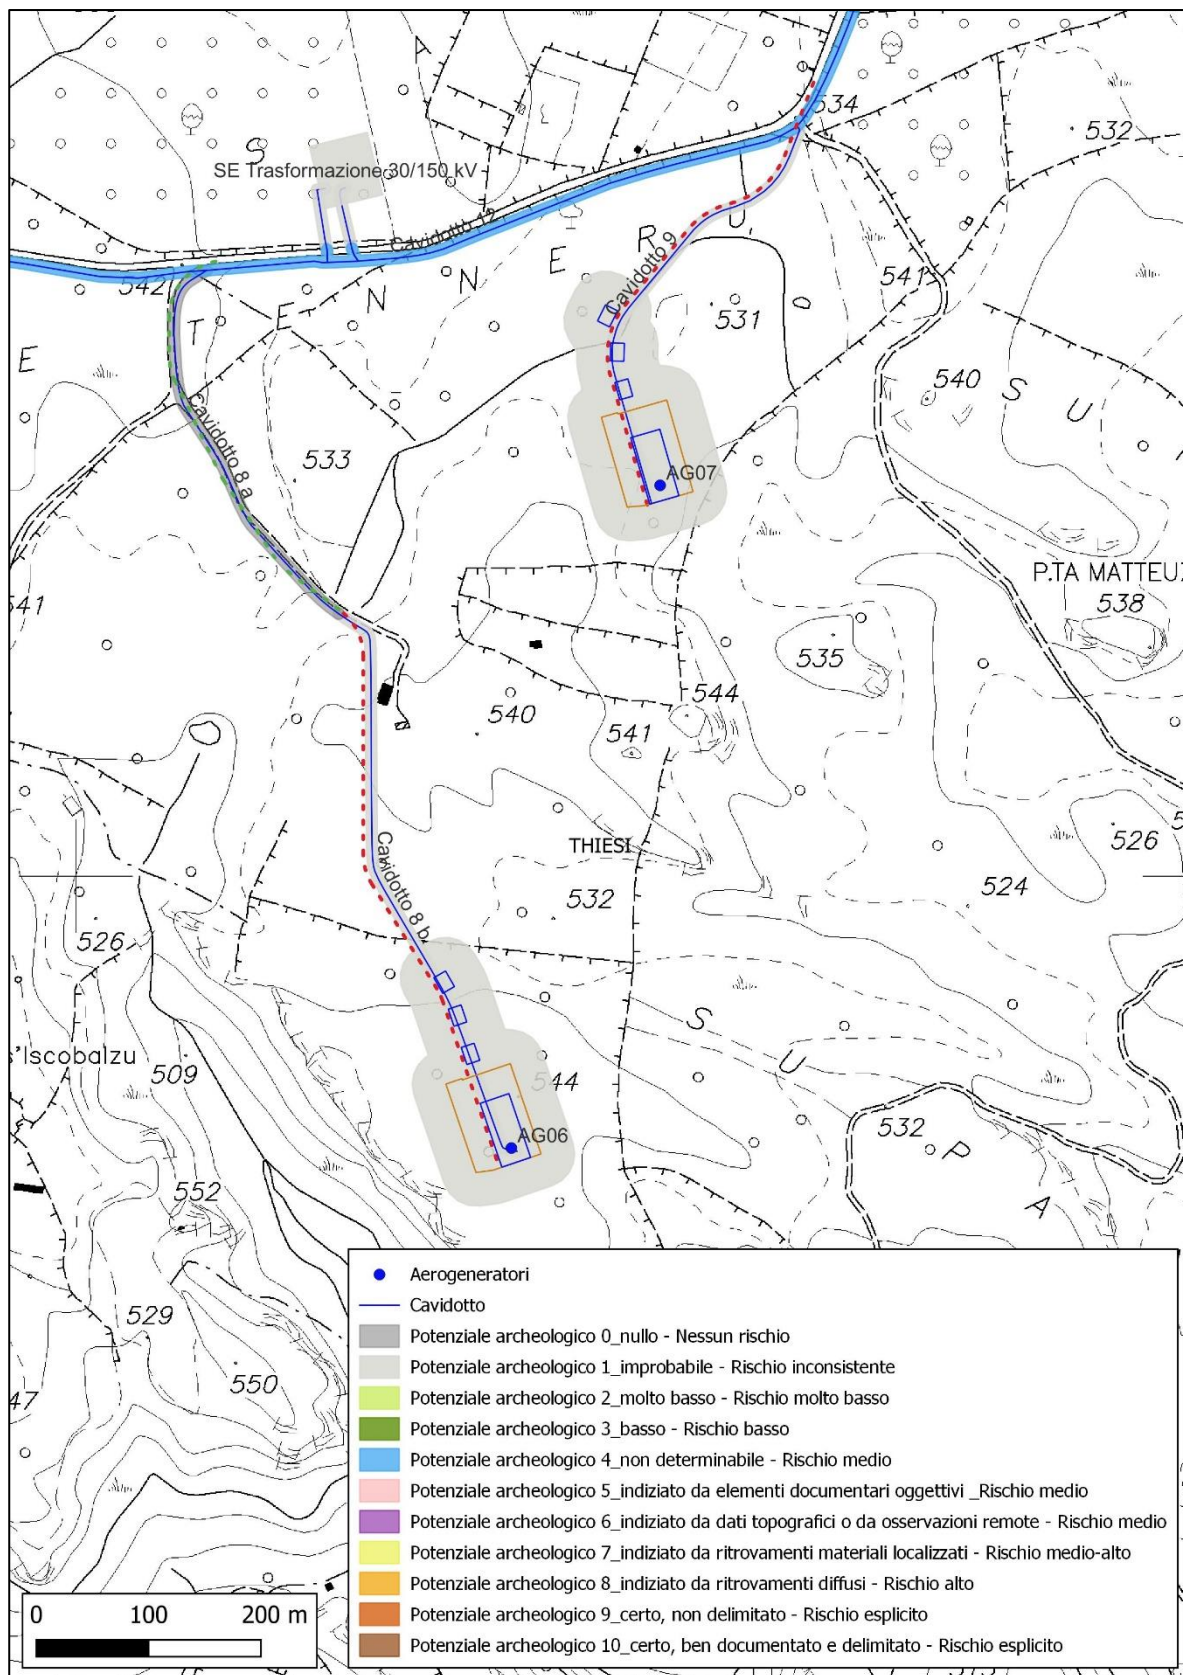 534
532
S
A
SE Trasformazione 30/150 kV
Cavidotto 12
542
E T E N N E R U
Cavidotto 9
541
531
O
540
S U
Cavidotto 8 a
533
AG07
541
P.TA MATTEUZ
538
535
544
540
541
THIESI
526
524
532
Cavidotto 8 b
526
S U P A
s'Iscobalzu
509
544
532
AG06
552
529
550
47
Aerogeneratori
Cavidotto
Potenziale archeologico 0_nullo - Nessun rischio
Potenziale archeologico 1_improbabile - Rischio inconsistente
Potenziale archeologico 2_molto basso - Rischio molto basso
Potenziale archeologico 3_basso - Rischio basso
Potenziale archeologico 4_non determinabile - Rischio medio
Potenziale archeologico 5_indiziato da elementi documentari oggettivi _Rischio medio
Potenziale archeologico 6_indiziato da dati topografici o da osservazioni remote - Rischio medio
Potenziale archeologico 7_indiziato da ritrovamenti materiali localizzati - Rischio medio-alto
Potenziale archeologico 8_indiziato da ritrovamenti diffusi - Rischio alto
Potenziale archeologico 9_certo, non delimitato - Rischio esplicito
Potenziale archeologico 10_certo, ben documentato e delimitato - Rischio esplicito
0 100 200 m